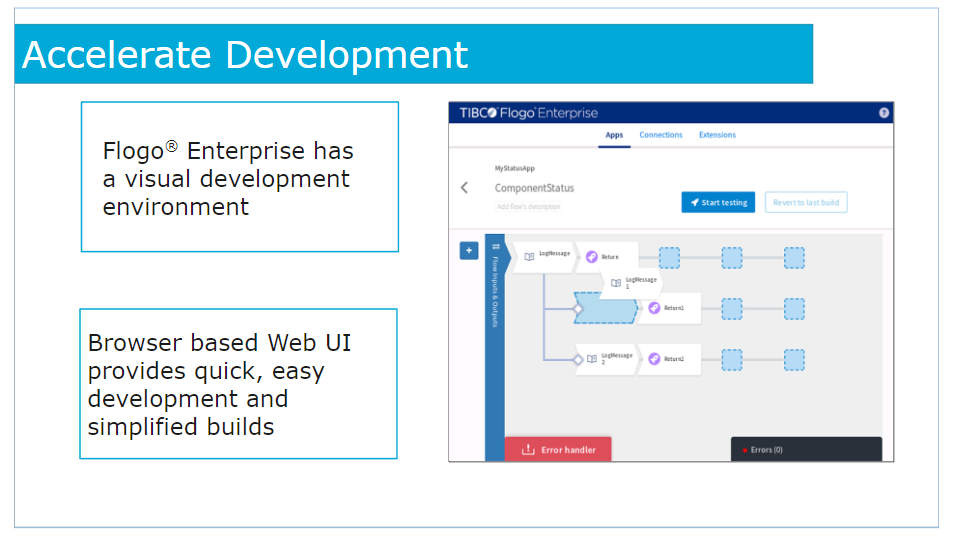 Accelerate Development
Flogo® Enterprise has
a visual development
environment
Browser based Web UI
provides quick, easy
development and
simplified builds
TIBCO Flogo® Enterprise
?
Apps Connections Extensions
MyStatusApp
ComponentStatus
Add flow's description
Start testing
Revert to last build
+
Flow Inputs & Outputs
LogMessage
Return
LogMessage
1
Return1
LogMessage
2
Return2
Error handler
Errors (0)